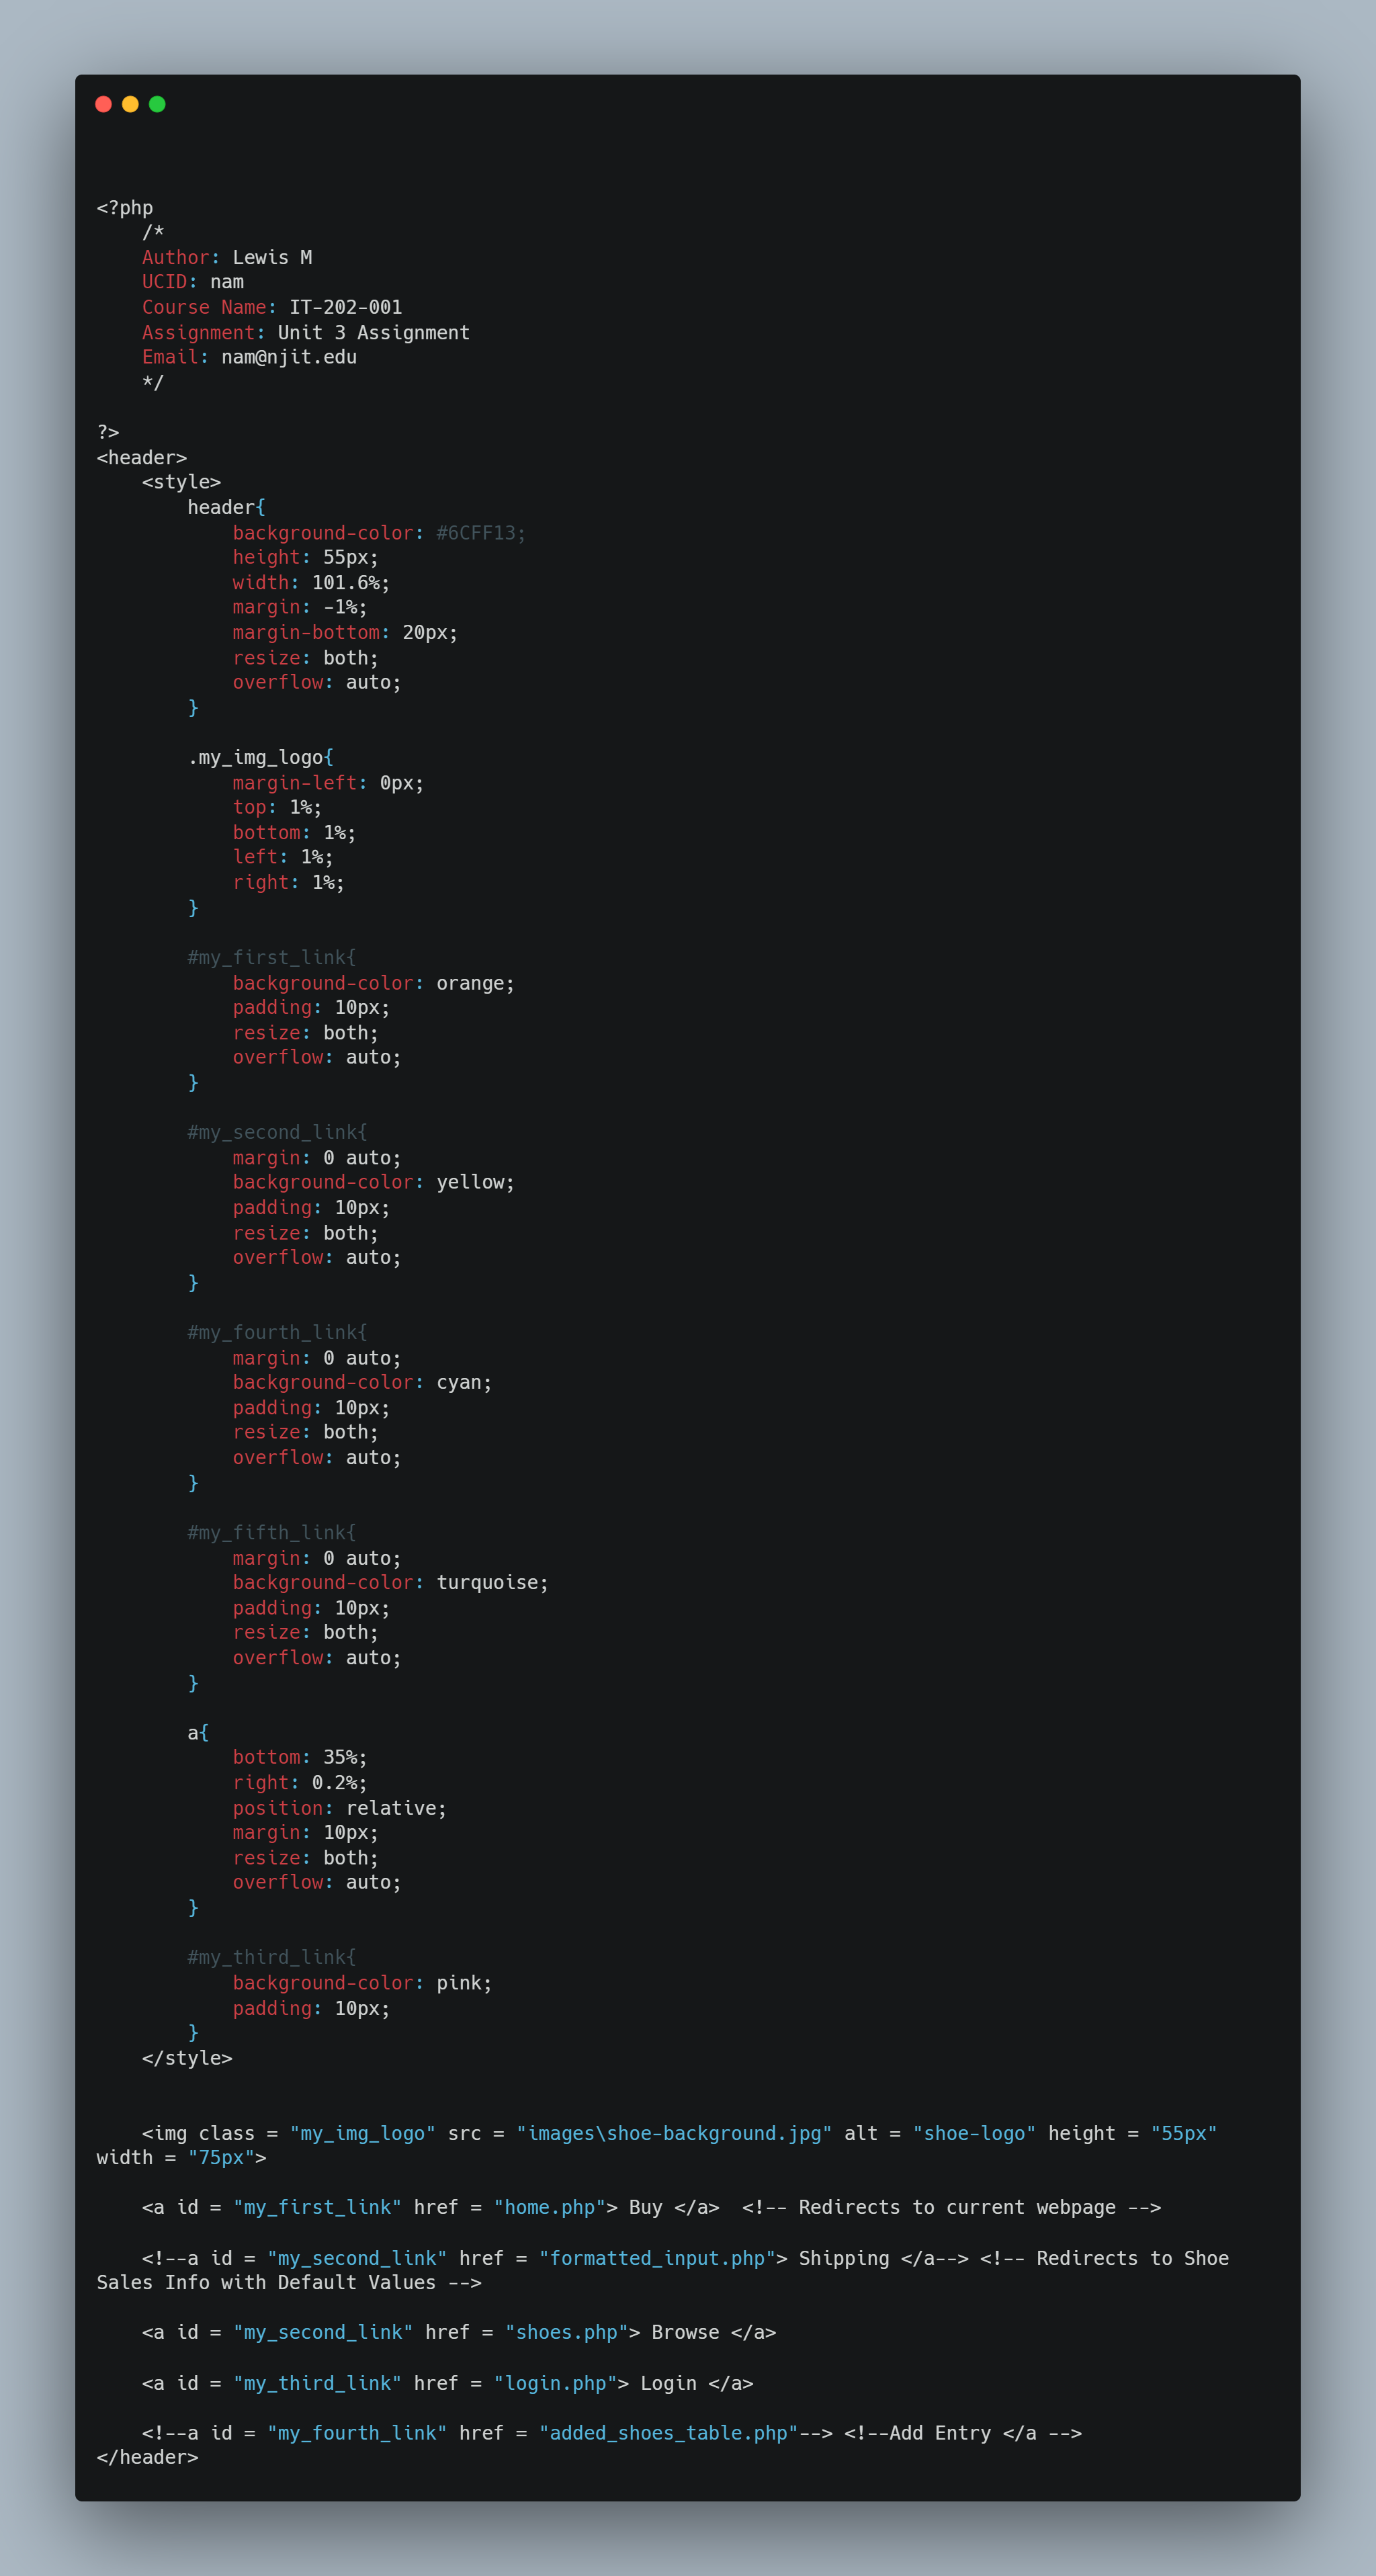 <?php
    /*
    Author: Lewis M
    UCID: nam
    Course Name: IT-202-001
    Assignment: Unit 3 Assignment
    Email: nam@njit.edu
    */

?>
<header>
    <style>
        header{
            background-color: #6CFF13;
            height: 55px;
            width: 101.6%;
            margin: -1%;
            margin-bottom: 20px;
            resize: both;
            overflow: auto;
        }

        .my_img_logo{
            margin-left: 0px;
            top: 1%;
            bottom: 1%;
            left: 1%;
            right: 1%;
        }

        #my_first_link{
            background-color: orange;
            padding: 10px;
            resize: both;
            overflow: auto;
        }

        #my_second_link{
            margin: 0 auto;
            background-color: yellow;
            padding: 10px;
            resize: both;
            overflow: auto;
        }

        #my_fourth_link{
            margin: 0 auto;
            background-color: cyan;
            padding: 10px;
            resize: both;
            overflow: auto;
        }

        #my_fifth_link{
            margin: 0 auto;
            background-color: turquoise;
            padding: 10px;
            resize: both;
            overflow: auto;
        }

        a{
            bottom: 35%;
            right: 0.2%;
            position: relative;
            margin: 10px;
            resize: both;
            overflow: auto;
        }

        #my_third_link{
            background-color: pink;
            padding: 10px;
        }
    </style>


    <img class = "my_img_logo" src = "images\shoe-background.jpg" alt = "shoe-logo" height = "55px"
width = "75px">

    <a id = "my_first_link" href = "home.php"> Buy </a>  <!-- Redirects to current webpage -->

    <!--a id = "my_second_link" href = "formatted_input.php"> Shipping </a--> <!-- Redirects to Shoe
Sales Info with Default Values -->

    <a id = "my_second_link" href = "shoes.php"> Browse </a>

    <a id = "my_third_link" href = "login.php"> Login </a>

    <!--a id = "my_fourth_link" href = "added_shoes_table.php"--> <!--Add Entry </a -->
</header>